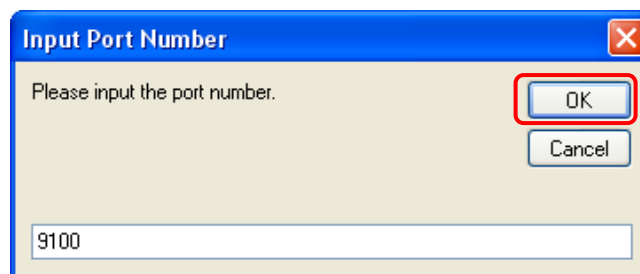 Input Port Number
Please input the port number.
OK
Cancel
9100